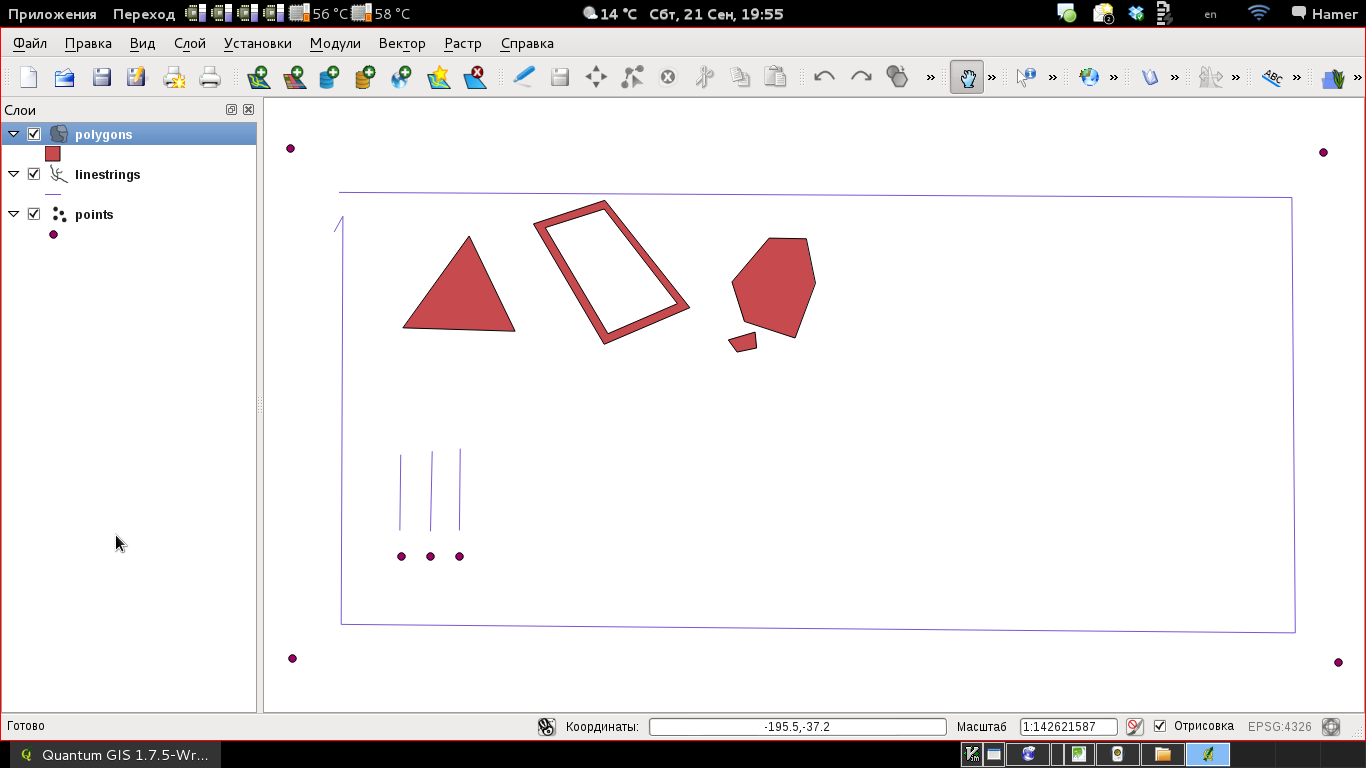 Приложения Переход 56 °C 58 °C 14 °C Сбт, 21 Сен, 19:55 2 en Hamer
Файл Правка Вид Слой Установки Модули Вектор Растр Справка
ABC
Слои
polygons
linestrings
points
Готово Координаты: -195.5,-37.2 Масштаб 1:142621587 Отрисовка EPSG:4326
Quantum GIS 1.7.5-Wr...